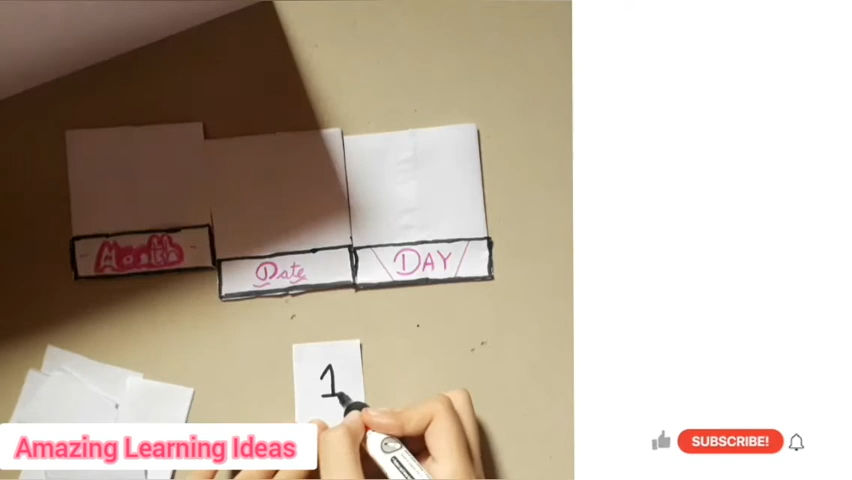 Month
Date
DAY
1
Amazing Learning Ideas
SUBSCRIBE!